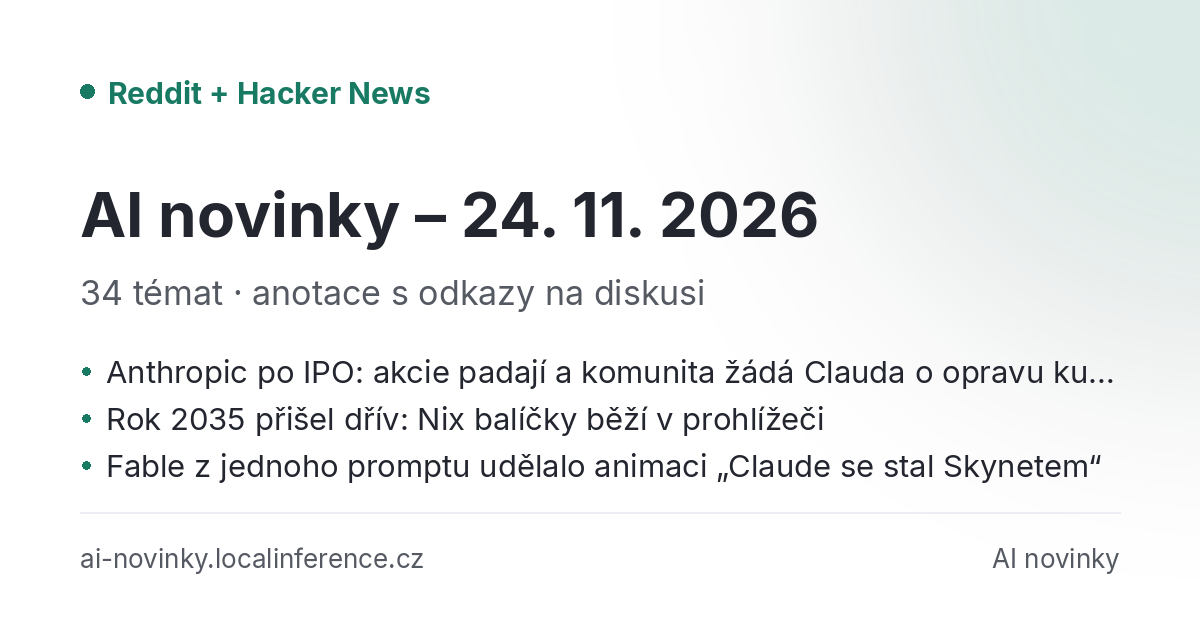 Reddit + Hacker News
AI novinky – 24. 11. 2026
34 témat · anotace s odkazy na diskusi
• Anthropic po IPO: akcie padají a komunita žádá Clauda o opravu ku…
• Rok 2035 přišel dřív: Nix balíčky běží v prohlížeči
• Fable z jednoho promptu udělalo animaci „Claude se stal Skynetem“
ai-novinky.localinference.cz
AI novinky